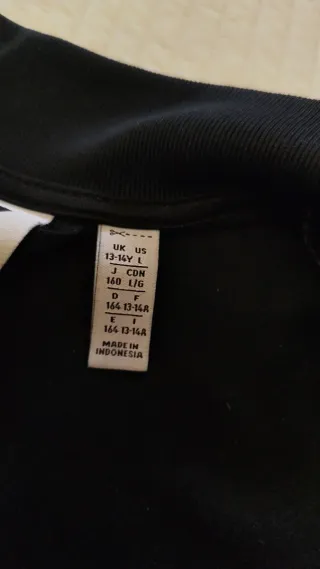 UK US
13-14Y L
J CDN
160 L/G
D F
164 13-14A
E I
164 13-14A
MADE IN
INDONESIA